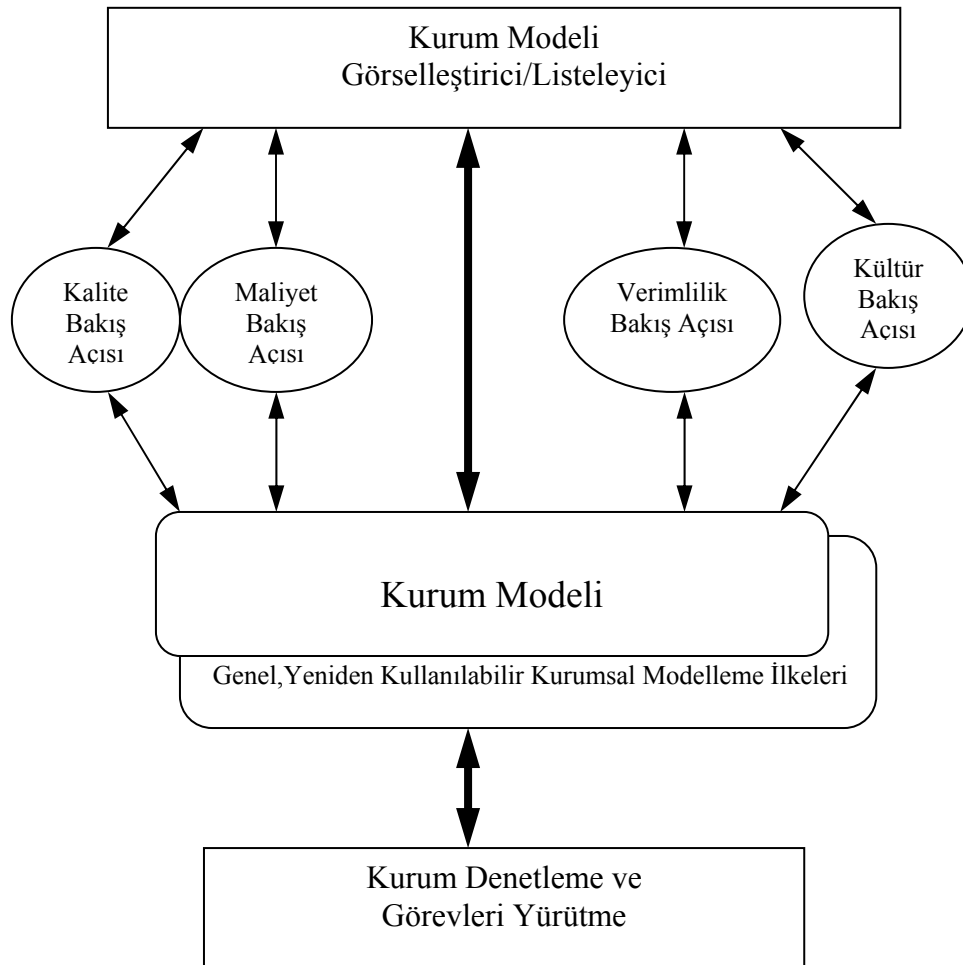 Kurum Modeli
Görselleştirici/Listeleyici
Kalite
Bakış
Açısı
Maliyet
Bakış
Açısı
Verimlilik
Bakış Açısı
Kültür
Bakış
Açısı
Kurum Modeli
Genel,Yeniden Kullanılabilir Kurumsal Modelleme İlkeleri
Kurum Denetleme ve
Görevleri Yürütme